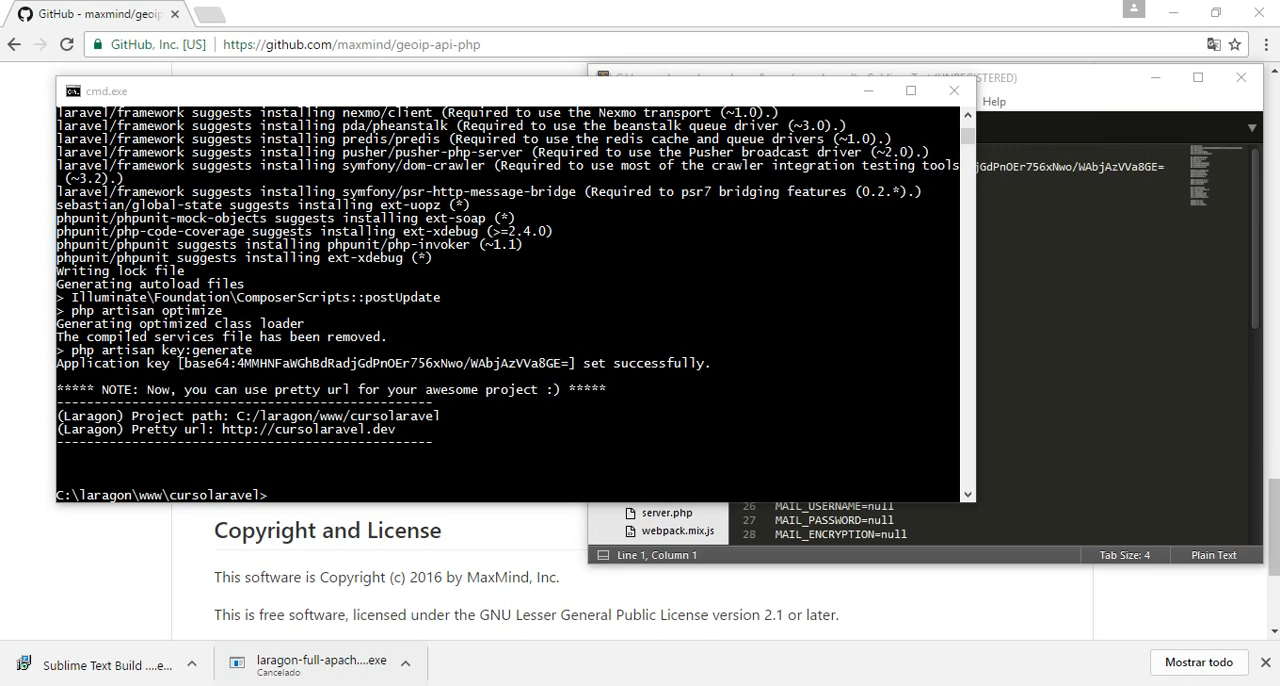 GitHub - maxmind/geoip
GitHub, Inc. [US]
https://github.com/maxmind/geoip-api-php
Sublime Text (UNREGISTERED)
Help
cmd.exe
laravel/framework suggests installing nexmo/client (Required to use the Nexmo transport (~1.0).)
laravel/framework suggests installing pda/pheanstalk (Required to use the beanstalk queue driver (~3.0).)
laravel/framework suggests installing predis/predis (Required to use the redis cache and queue drivers (~1.0).)
laravel/framework suggests installing pusher/pusher-php-server (Required to use the Pusher broadcast driver (~2.0).)
laravel/framework suggests installing symfony/dom-crawler (Required to use most of the crawler integration testing tools
(~3.2).)
laravel/framework suggests installing symfony/psr-http-message-bridge (Required to psr7 bridging features (0.2.*).)
sebastian/global-state suggests installing ext-uopz (*)
phpunit/phpunit-mock-objects suggests installing ext-soap (*)
phpunit/php-code-coverage suggests installing ext-xdebug (>=2.4.0)
phpunit/phpunit suggests installing phpunit/php-invoker (~1.1)
phpunit/phpunit suggests installing ext-xdebug (*)
Writing lock file
Generating autoload files
> Illuminate\Foundation\ComposerScripts::postUpdate
> php artisan optimize
Generating optimized class loader
The compiled services file has been removed.
> php artisan key:generate
Application key [base64:4MMHNFaWGhBdRadjGdPnOEr756xNwo/WAbjAzVVa8GE=] set successfully.
***** NOTE: Now, you can use pretty url for your awesome project :) *****
--------------------------------------------------
(Laragon) Project path: C:/laragon/www/cursolaravel
(Laragon) Pretty url: http://cursolaravel.dev
--------------------------------------------------
C:\laragon\www\cursolaravel>
jGdPnOEr756xNwo/WAbjAzVVa8GE=
server.php
webpack.mix.js
26 MAIL_USERNAME=null
27 MAIL_PASSWORD=null
28 MAIL_ENCRYPTION=null
Line 1, Column 1
Tab Size: 4
Plain Text
Copyright and License
This software is Copyright (c) 2016 by MaxMind, Inc.
This is free software, licensed under the GNU Lesser General Public License version 2.1 or later.
Sublime Text Build ....e...
laragon-full-apach....exe
Cancelado
Mostrar todo